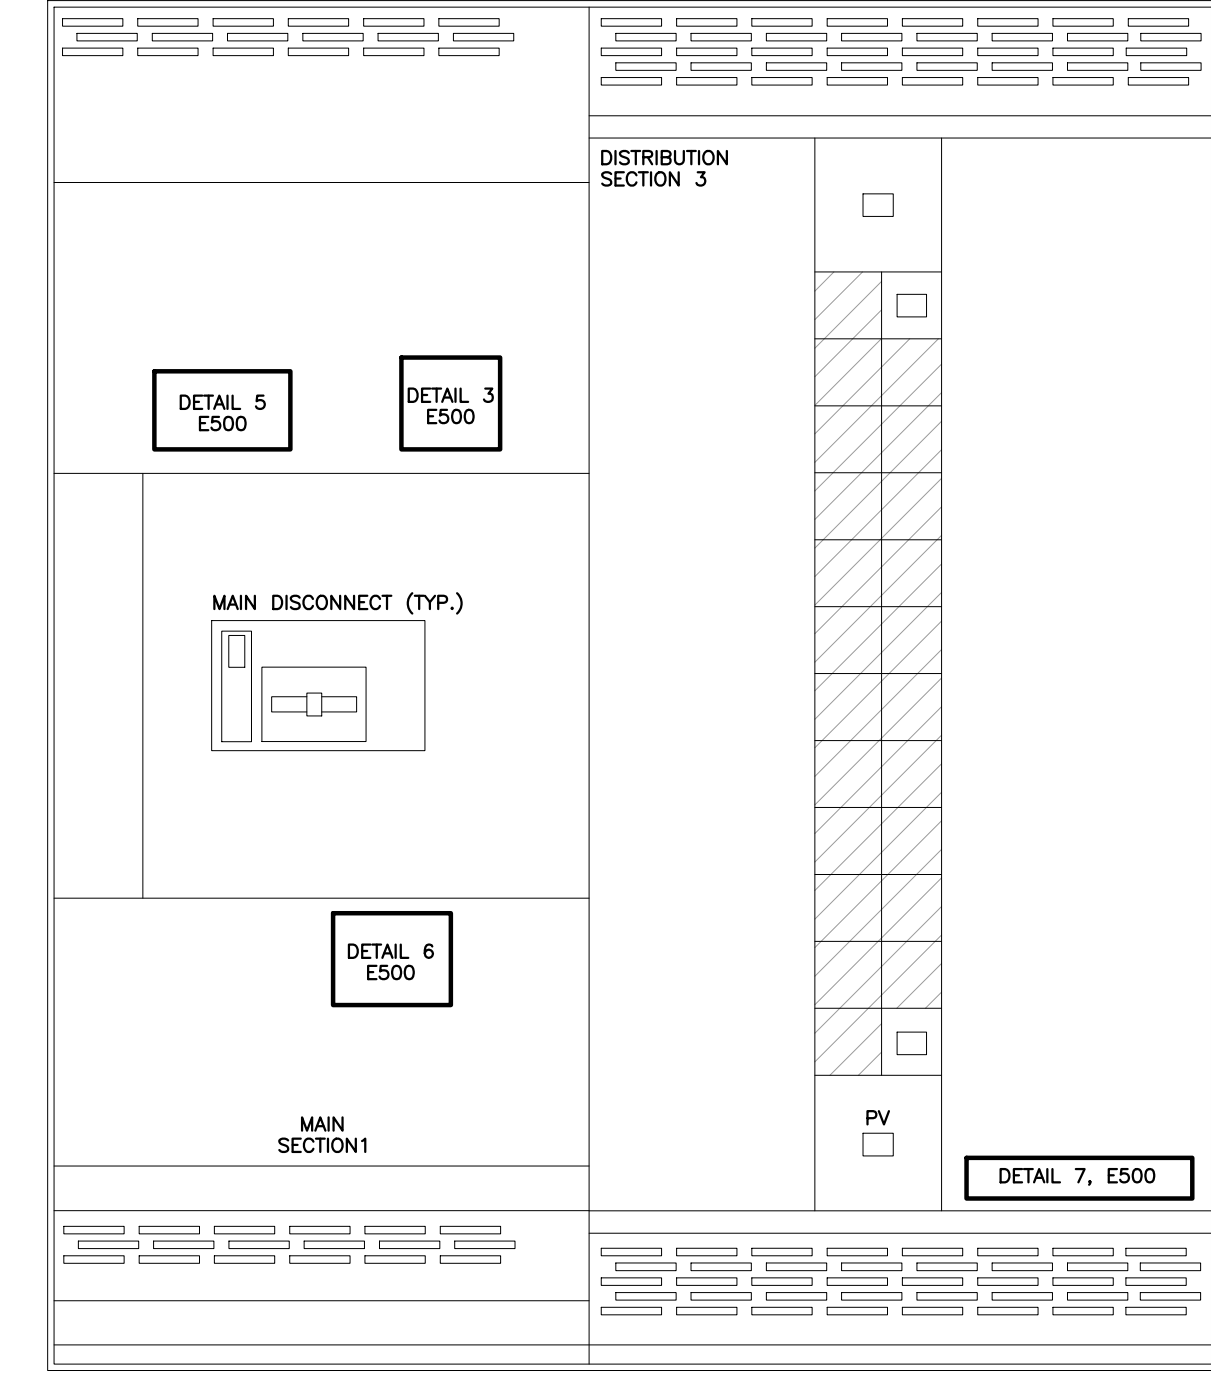 DISTRIBUTION
SECTION 3
DETAIL 5
E500
DETAIL 3
E500
MAIN DISCONNECT (TYP.)
DETAIL 6
E500
MAIN
SECTION1
PV
DETAIL 7, E500